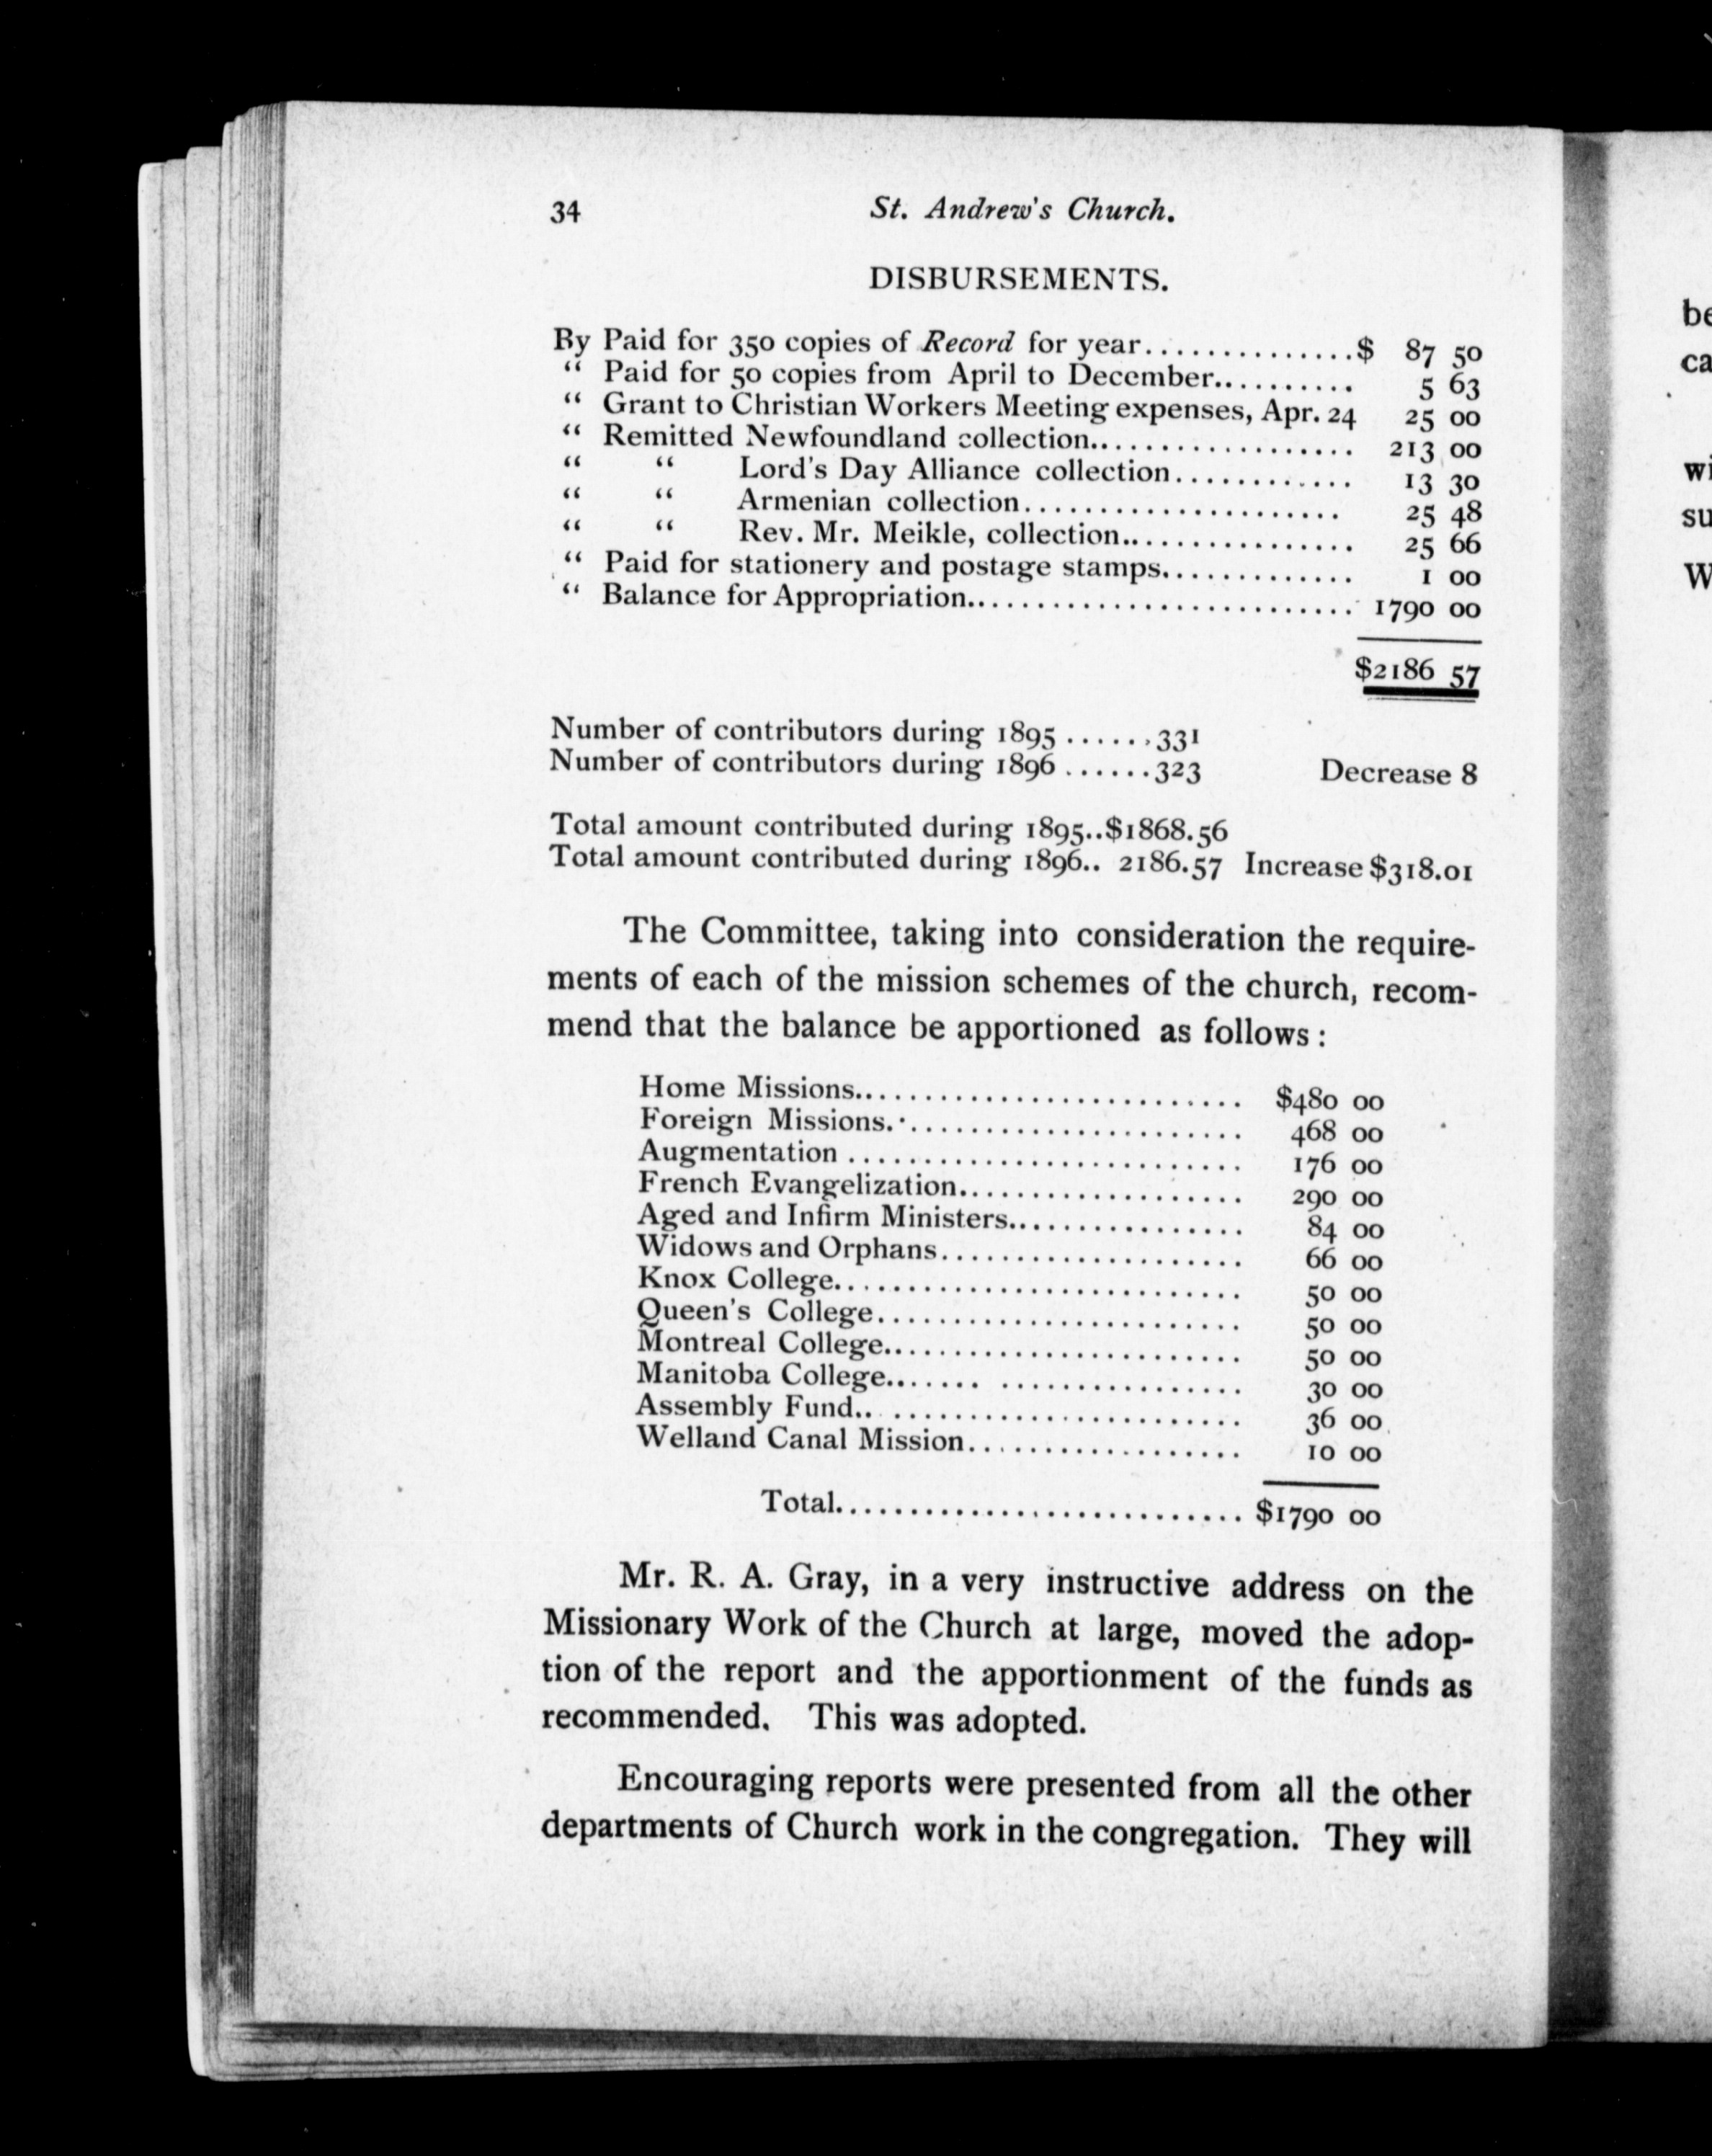 34 St. Andrew's Church.
DISBURSEMENTS.
By Paid for 350 copies of Record for year...............$ 87 50
“ Paid for 50 copies from April to December.......... 5 63
“ Grant to Christian Workers Meeting expenses, Apr. 24 25 00
“ Remitted Newfoundland collection.................. 213 00
“ “ Lord's Day Alliance collection............ 13 30
“ “ Armenian collection..................... 25 48
“ “ Rev. Mr. Meikle, collection................ 25 66
“ Paid for stationery and postage stamps............. 1 00
“ Balance for Appropriation.......................... 1790 00
$2186 57
Number of contributors during 1895 ......331
Number of contributors during 1896 ......323 Decrease 8
Total amount contributed during 1895..$1868.56
Total amount contributed during 1896.. 2186.57 Increase $318.01
The Committee, taking into consideration the require-
ments of each of the mission schemes of the church, recom-
mend that the balance be apportioned as follows :
Home Missions.......................... $480 00
Foreign Missions........................ 468 00
Augmentation .......................... 176 00
French Evangelization................... 290 00
Aged and Infirm Ministers................ 84 00
Widows and Orphans.................... 66 00
Knox College........................... 50 00
Queen's College........................ 50 00
Montreal College........................ 50 00
Manitoba College....... ................ 30 00
Assembly Fund.. ....................... 36 00
Welland Canal Mission.................. 10 00
Total........................... $1790 00
Mr. R. A. Gray, in a very instructive address on the
Missionary Work of the Church at large, moved the adop-
tion of the report and the apportionment of the funds as
recommended. This was adopted.
Encouraging reports were presented from all the other
departments of Church work in the congregation. They will